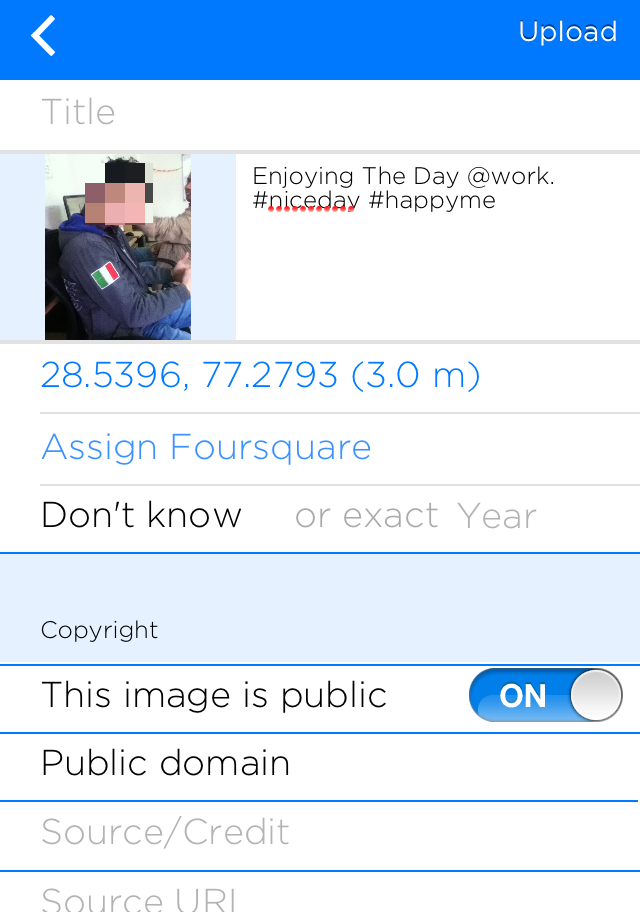 Upload
Title
Enjoying The Day @work.
#niceday #happyme
28.5396, 77.2793 (3.0 m)
Assign Foursquare
Don't know or exact Year
Copyright
This image is public ON
Public domain
Source/Credit
Source URI